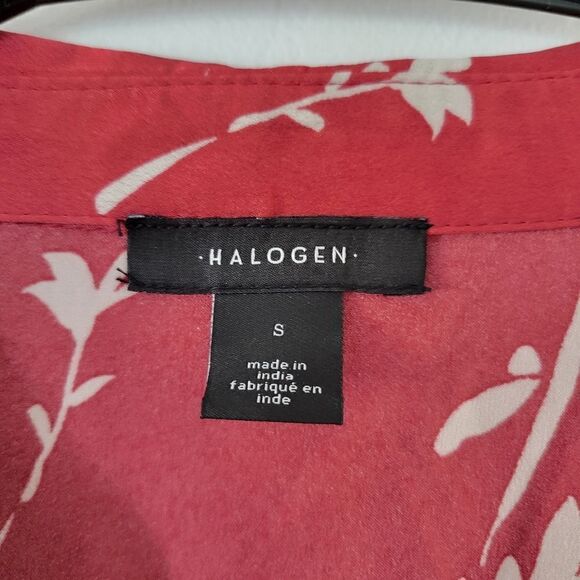 ·HALOGEN·
S
made in
india
fabriqué en
inde